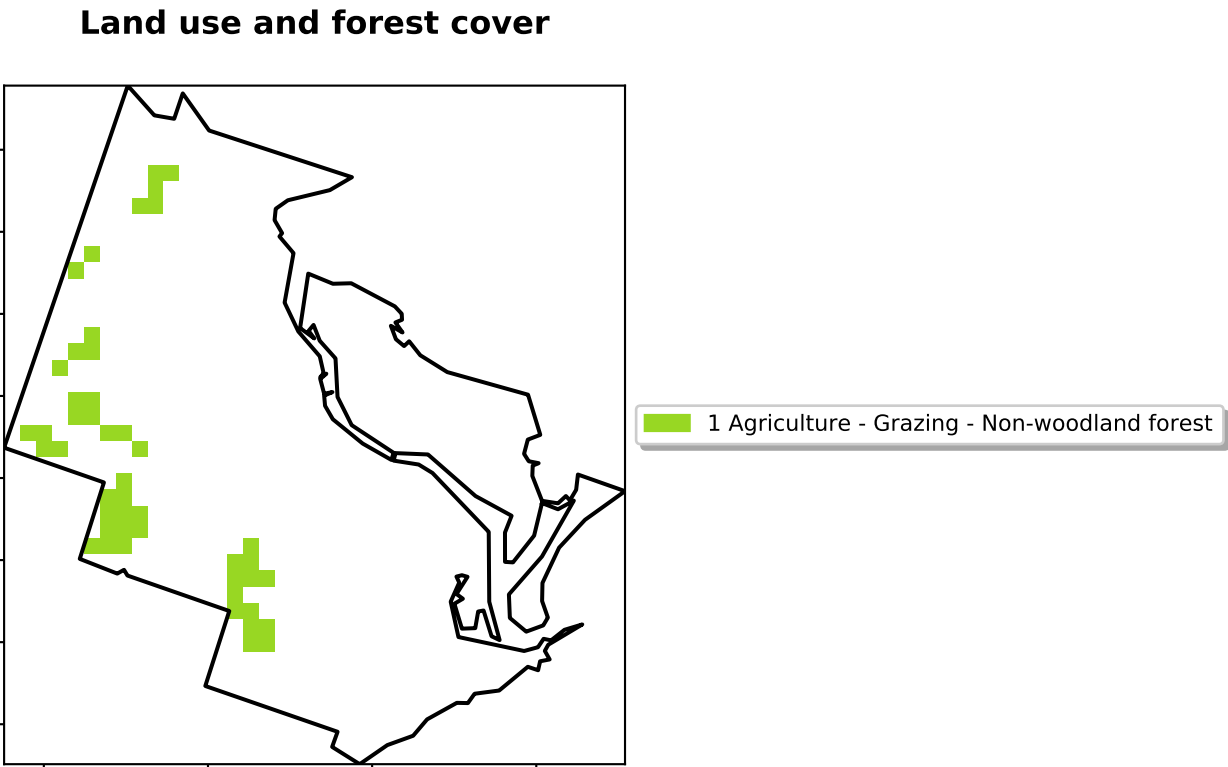 Land use and forest cover
1 Agriculture - Grazing - Non-woodland forest